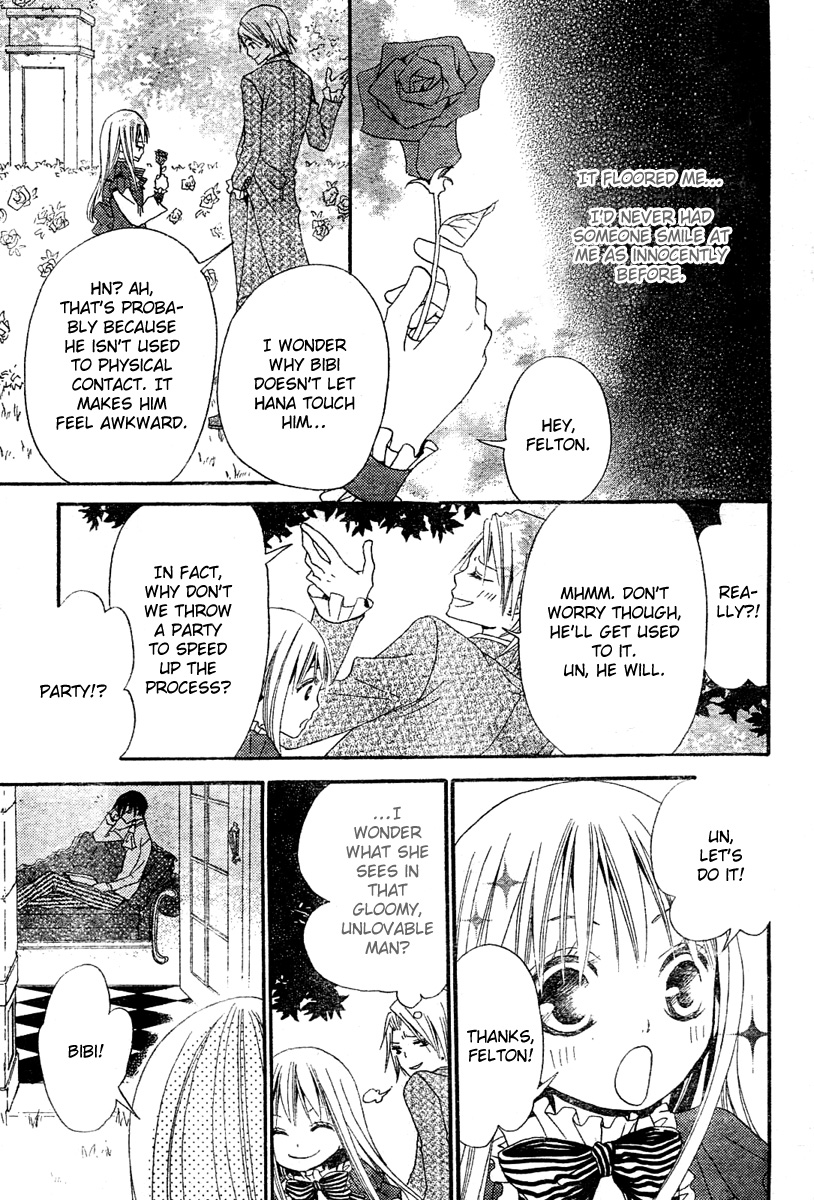 IT FLOORED ME...
I'D NEVER HAD
SOMEONE SMILE AT
ME AS INNOCENTLY
BEFORE.
HEY,
FELTON.
I WONDER
WHY BIBI
DOESN'T LET
HANA TOUCH
HIM...
HN? AH,
THAT'S PROBA-
BLY BECAUSE
HE ISN'T USED
TO PHYSICAL
CONTACT. IT
MAKES HIM
FEEL AWKWARD.
REA-
LLY?!
MHMM. DON'T
WORRY THOUGH,
HE'LL GET USED
TO IT.
UN, HE WILL.
IN FACT,
WHY DON'T
WE THROW
A PARTY
TO SPEED
UP THE
PROCESS?
PARTY!?
UN,
LET'S
DO IT!
THANKS,
FELTON!
...I
WONDER
WHAT SHE
SEES IN
THAT
GLOOMY,
UNLOVABLE
MAN?
BIBI!